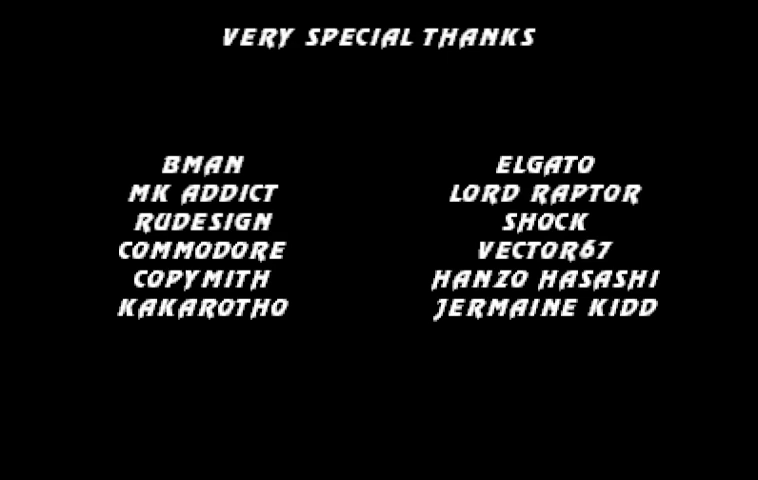 VERY SPECIAL THANKS
BMAN
MK ADDICT
RUDESIGN
COMMODORE
COPYMITH
KAKAROTHO
ELGATO
LORD RAPTOR
SHOCK
VECTOR67
HANZO HASASHI
JERMAINE KIDD